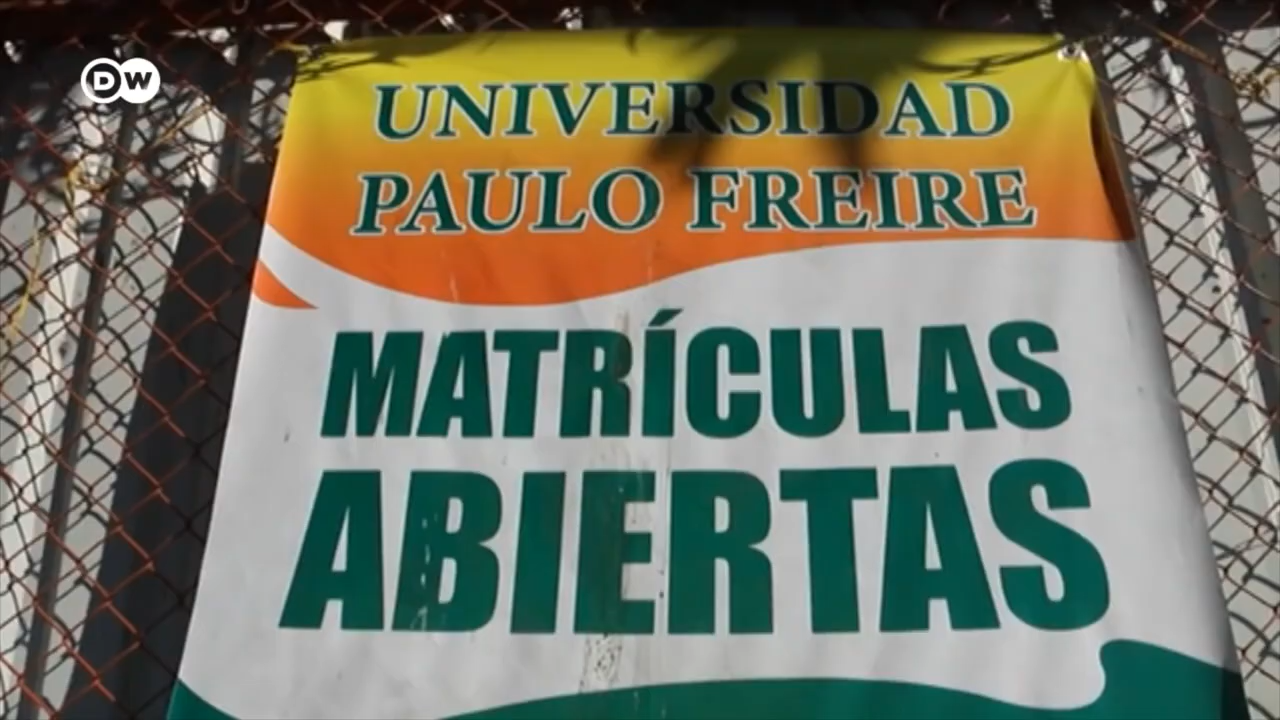 DW
UNIVERSIDAD
PAULO FREIRE
MATRÍCULAS
ABIERTAS